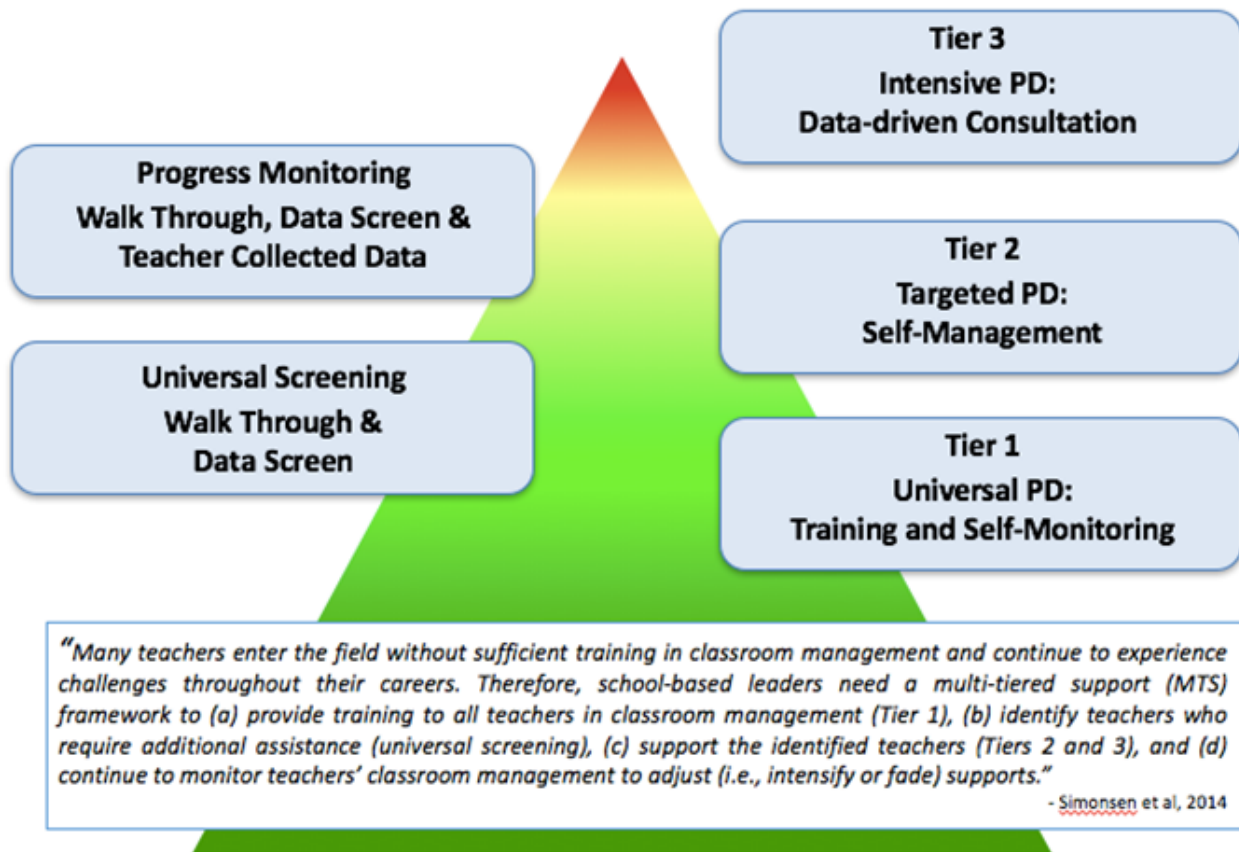 Tier 3
Intensive PD:
Data-driven Consultation
Progress Monitoring
Walk Through, Data Screen &
Teacher Collected Data
Tier 2
Targeted PD:
Self-Management
Universal Screening
Walk Through &
Data Screen
Tier 1
Universal PD:
Training and Self-Monitoring
“Many teachers enter the field without sufficient training in classroom management and continue to experience
challenges throughout their careers. Therefore, school-based leaders need a multi-tiered support (MTS)
framework to (a) provide training to all teachers in classroom management (Tier 1), (b) identify teachers who
require additional assistance (universal screening), (c) support the identified teachers (Tiers 2 and 3), and (d)
continue to monitor teachers’ classroom management to adjust (i.e., intensify or fade) supports.”
- Simonsen et al, 2014